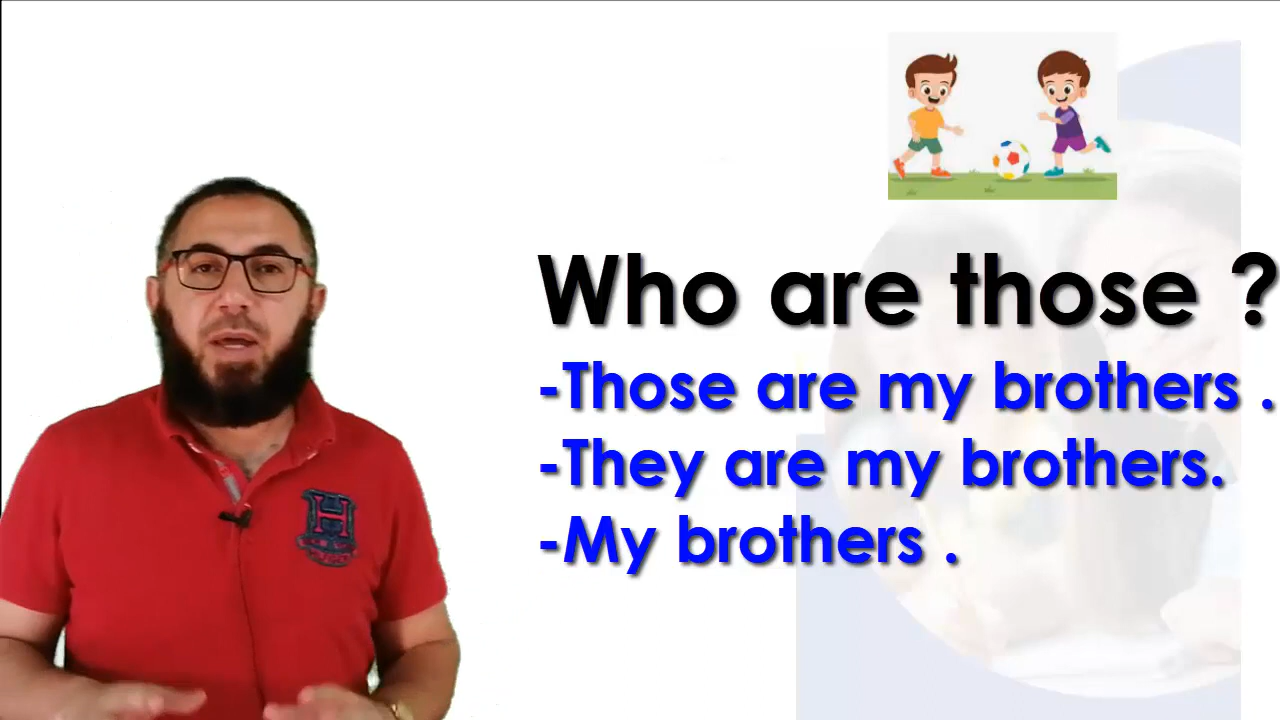 Who are those ?
-Those are my brothers .
-They are my brothers.
-My brothers .
H